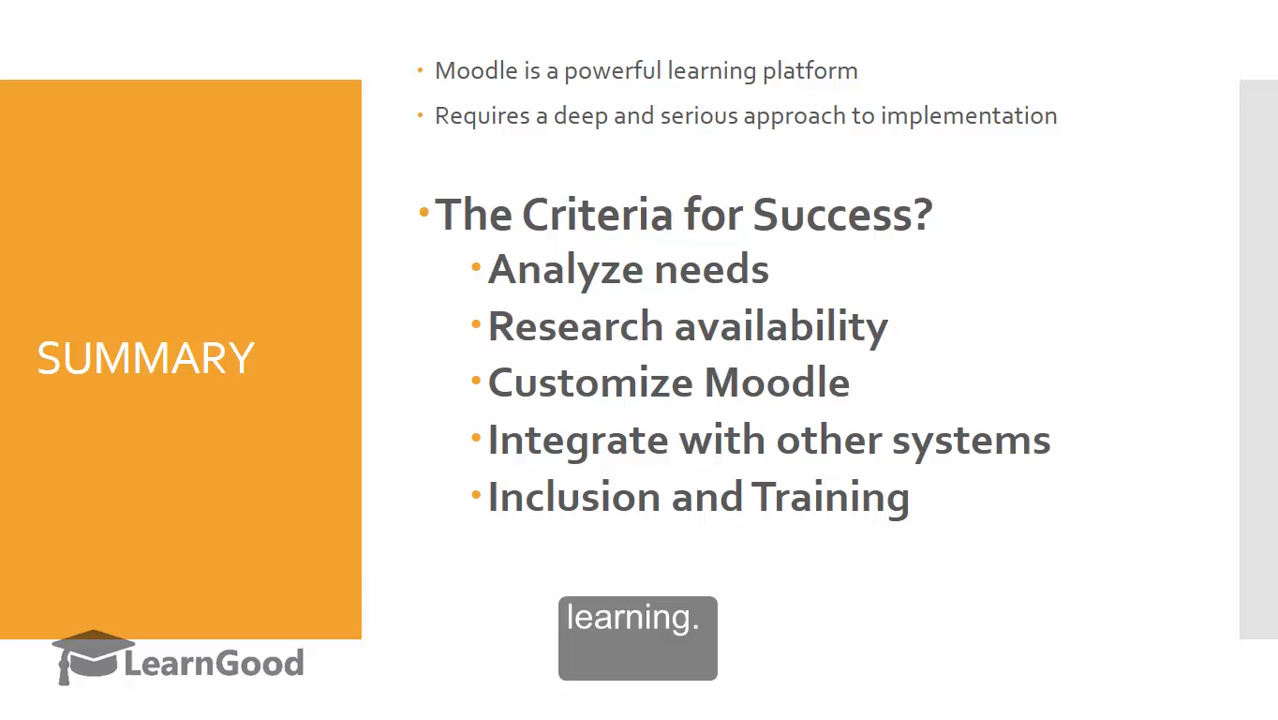 Moodle is a powerful learning platform
Requires a deep and serious approach to implementation
The Criteria for Success?
Analyze needs
Research availability
Customize Moodle
Integrate with other systems
Inclusion and Training
SUMMARY
learning.
LearnGood